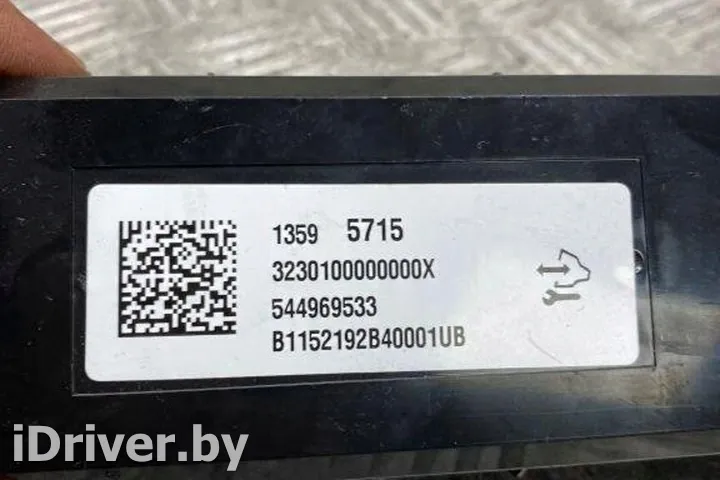 1359 5715
3230100000000X
544969533
B1152192B40001UB
iDriver.by